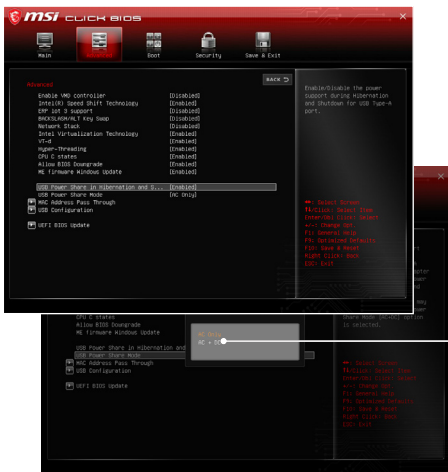 msi CLICK BIOS
Main
Advanced
Boot
Security
Save & Exit
BACK
Advanced
Enable VMD controller [Disabled]
Intel(R) Speed Shift Technology [Enabled]
ERP Lot 3 Support [Disabled]
BACKSLASH/ALT Key Swap [Disabled]
Network Stack [Disabled]
Intel Virtualization Technology [Enabled]
VT-d [Enabled]
Hyper-Threading [Enabled]
CPU C states [Enabled]
Allow BIOS Downgrade [Enabled]
ME firmware Windows Update [Enabled]
USB Power Share in Hibernation and S... [Enabled]
USB Power Share Mode [AC Only]
MAC Address Pass Through
USB Configuration
UEFI BIOS Update
Enable/Disable the power
support during Hibernation
and Shutdown for USB Type-A
port.
Select Screen
/Click: Select Item
Enter/Dbl Click: Select
+/-: Change Opt.
F1: General Help
F9: Optimized Defaults
F10: Save & Reset
Right Click: Back
ESC: Exit
CPU C states
Allow BIOS Downgrade
ME firmware Windows Update
USB Power Share in Hibernation and
USB Power Share Mode
MAC Address Pass Through
USB Configuration
UEFI BIOS Update
AC Only
AC +
Share Mode [AC+DC] option
is selected.
Select Screen
/Click: Select Item
Enter/Dbl Click: Select
+/-: Change Opt.
F1: General Help
F9: Optimized Defaults
F10: Save & Reset
Right Click: Back
ESC: Exit